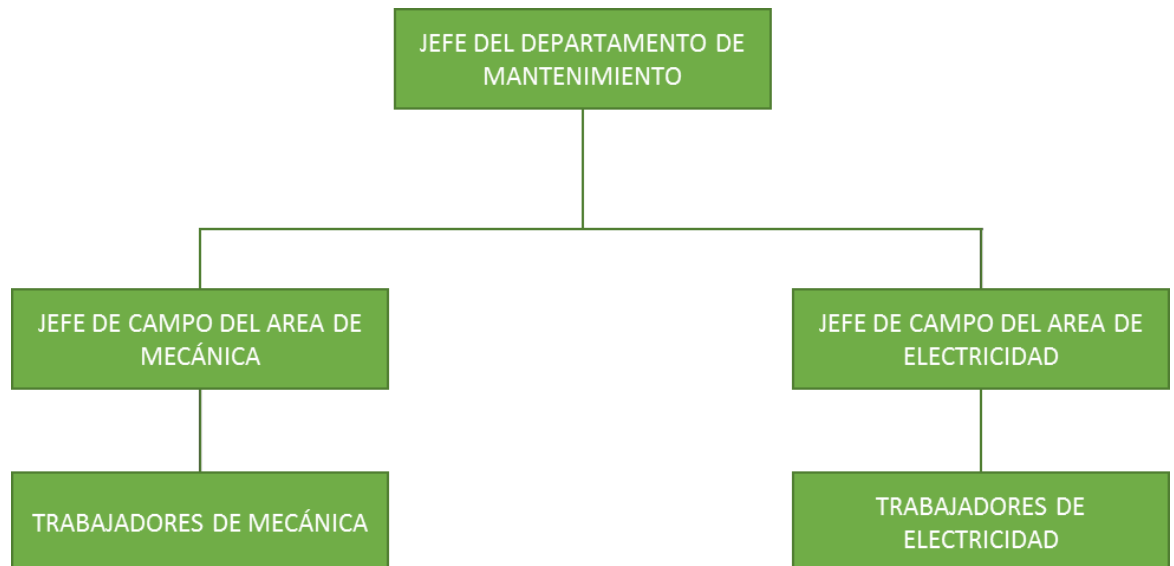 JEFE DEL DEPARTAMENTO DE
MANTENIMIENTO
JEFE DE CAMPO DEL AREA DE
MECÁNICA
JEFE DE CAMPO DEL AREA DE
ELECTRICIDAD
TRABAJADORES DE MECÁNICA
TRABAJADORES DE
ELECTRICIDAD